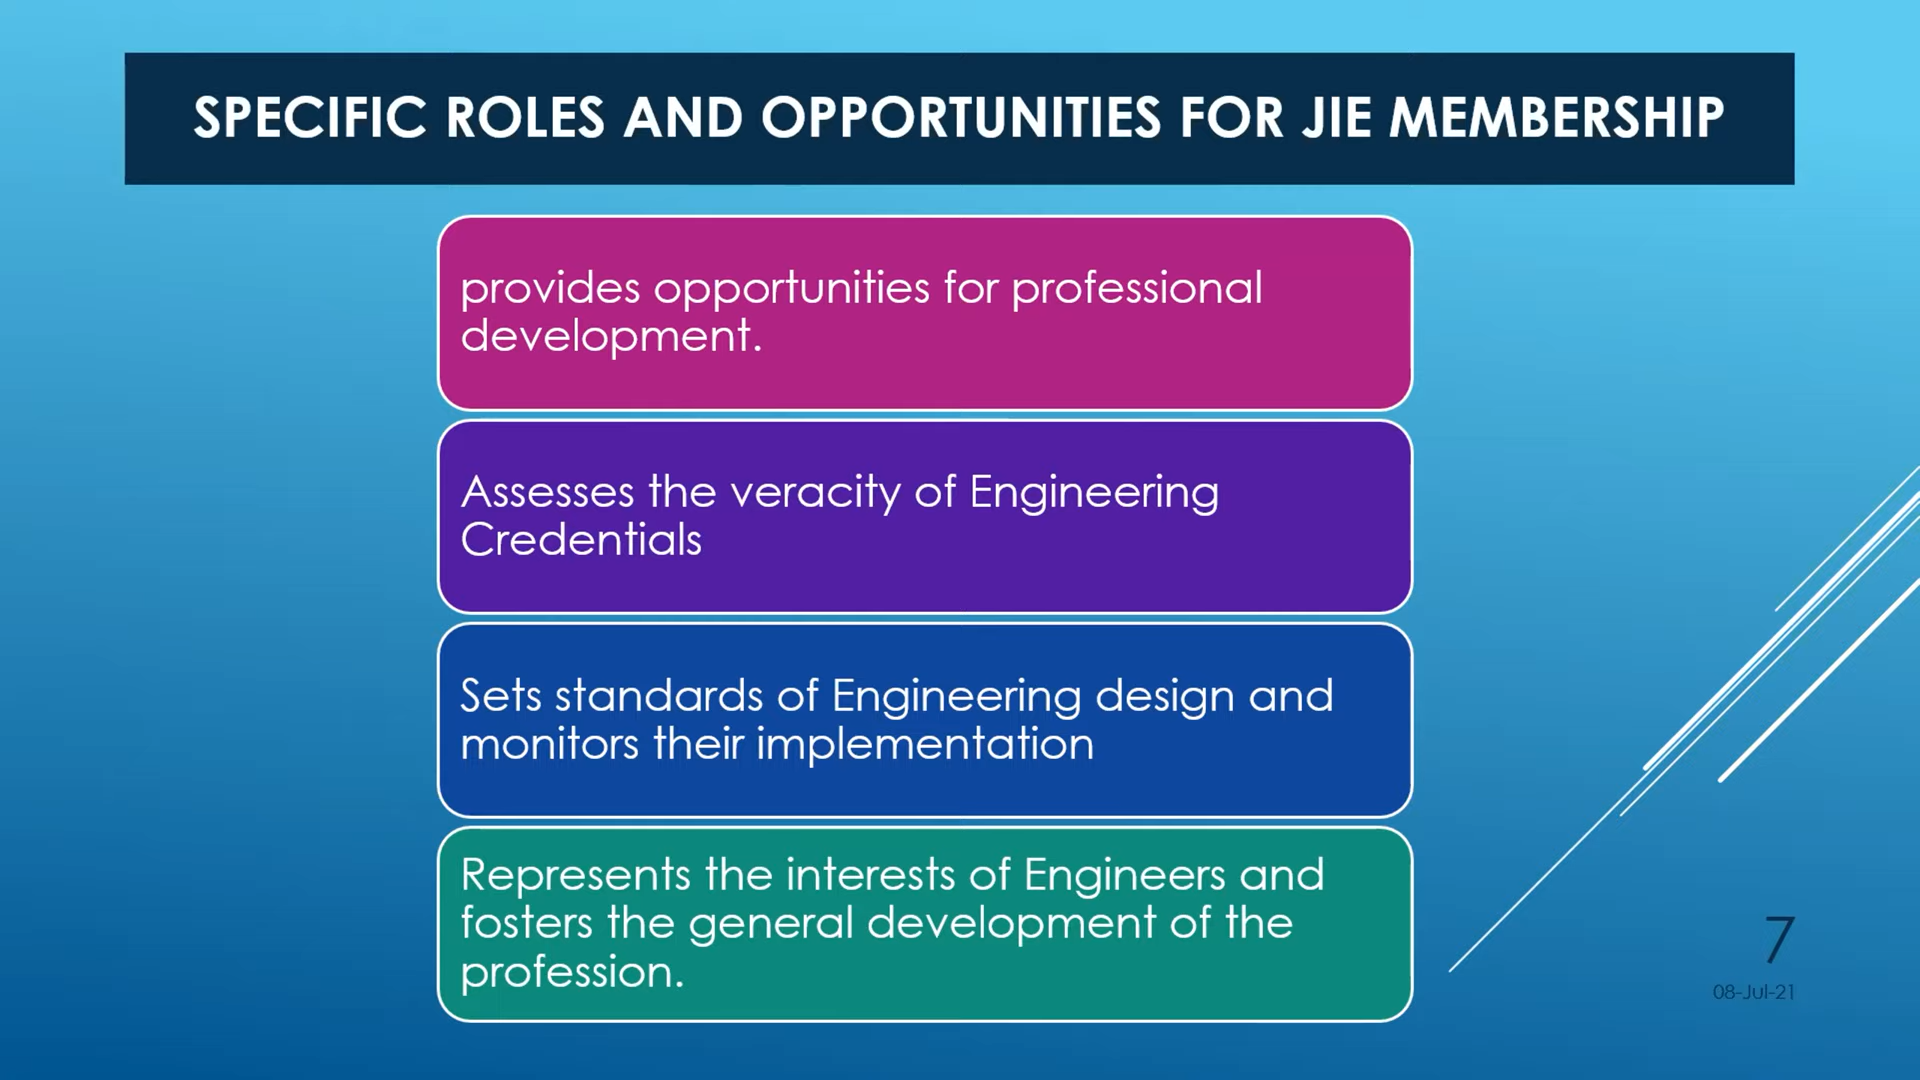 SPECIFIC ROLES AND OPPORTUNITIES FOR JIE MEMBERSHIP
provides opportunities for professional
development.
Assesses the veracity of Engineering
Credentials
Sets standards of Engineering design and
monitors their implementation
Represents the interests of Engineers and
fosters the general development of the
profession.
7
08-Jul-21